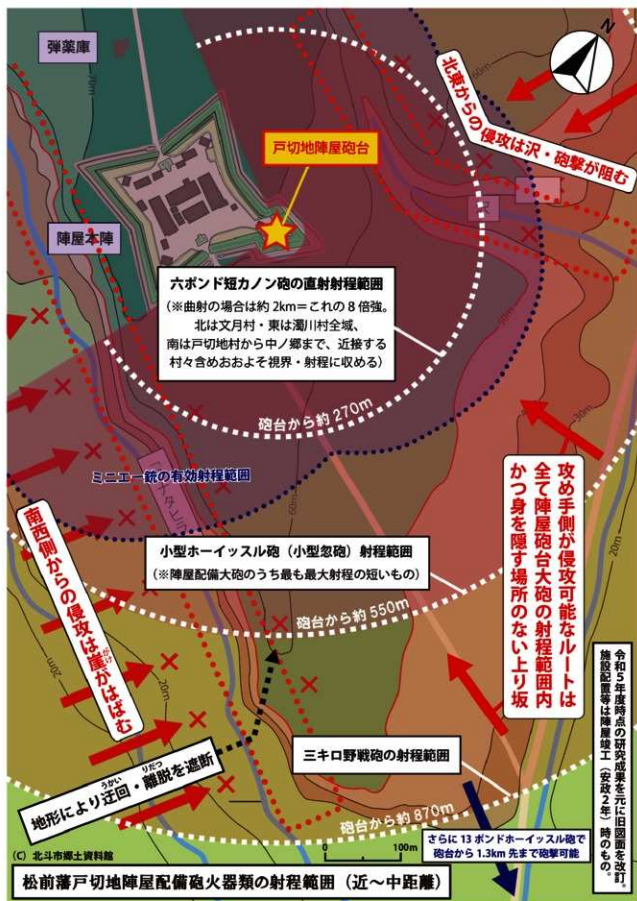 弾薬庫
N
北東からの侵攻は沢・砲撃が阻む
戸切地陣屋砲台
陣屋本陣
六ポンド短カノン砲の直射射程範囲
(※曲射の場合は約2km=これの8倍強。
北は文月村・東は濁川村全域、
南は戸切地村から中ノ郷まで、近接する
村々含めおおよそ視界・射程に収める)
砲台から約270m
ミニエー銃の有効射程範囲
小型ホーイッスル砲(小型忽砲)射程範囲
(※陣屋配備大砲のうち最も最大射程の短いもの)
砲台から約550m
攻め手側が侵攻可能なルートは
全て陣屋砲台大砲の射程範囲内
かつ身を隠す場所のない上り坂
南西側からの侵攻は崖がはばむ
がけ
三キロ野戦砲の射程範囲
地形により迂回・離脱を遮断
うかい
りだつ
砲台から約870m
さらに13ポンドホーイッスル砲で
砲台から1.3km先まで砲撃可能
令和5年度時点の研究成果を元に旧図面を改訂。
施設配置等は陣屋竣工(安政2年)時のもの。
70m
60m
50m
30m
20m
20m
20m
0
100m
(C) 北斗市郷土資料館
松前藩戸切地陣屋配備砲火器類の射程範囲(近~中距離)